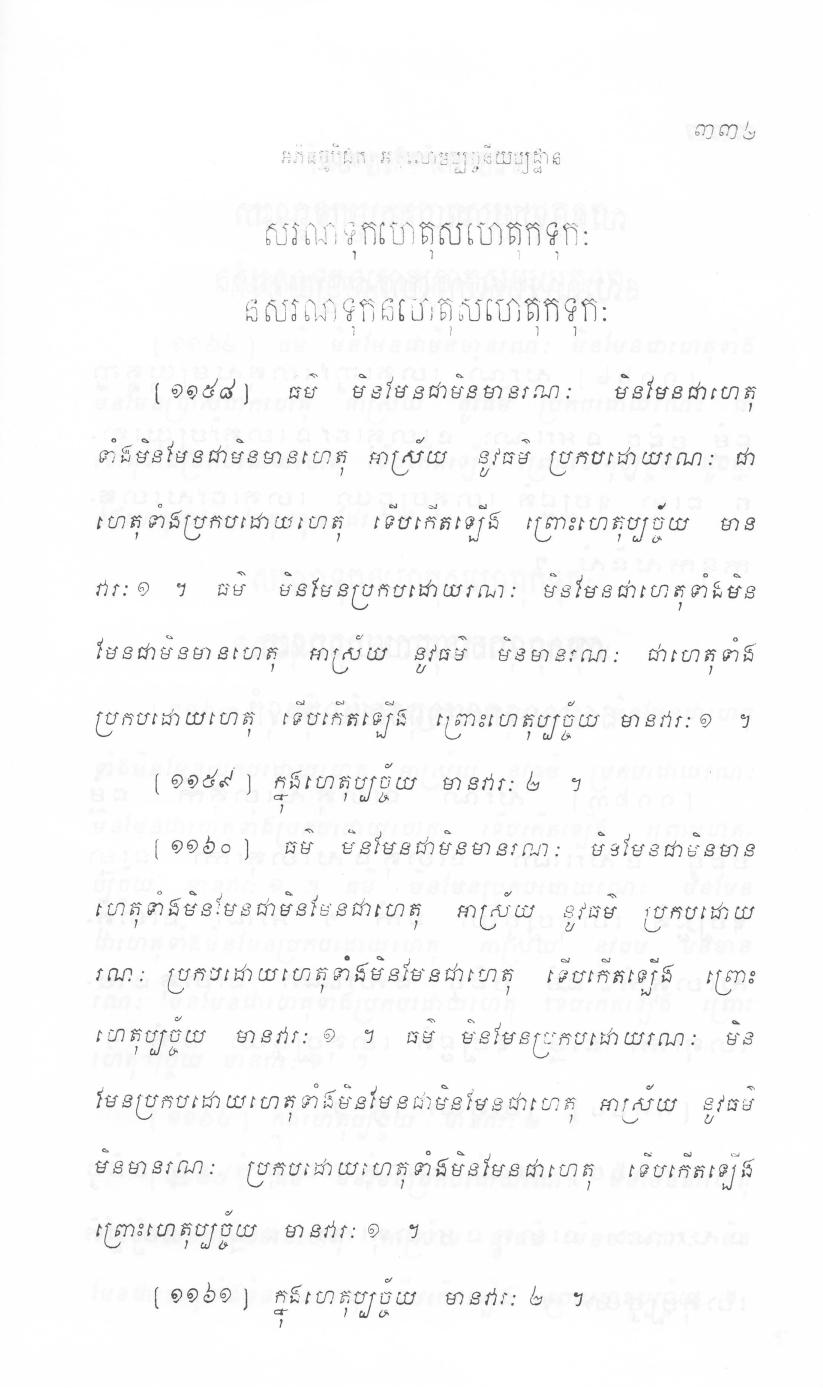 ៣៣៤
អភិធម្មបិដក អនុលោមប្បច្ចនីយប្បដ្ឋាន
សរណទុកហេតុសហេតុកទុកៈ
នសរណទុកនហេតុសហេតុកទុកៈ
[១១៥៨] ធម៌ មិនមែនជាមិនមានរណៈ មិនមែនជាហេតុ
ទាំងមិនមែនជាមិនមានហេតុ អាស្រ័យ នូវធម៌ ប្រកបដោយរណៈ ជា
ហេតុទាំងប្រកបដោយហេតុ ទើបកើតឡើង ព្រោះហេតុប្បច្ច័យ មាន
វារៈ១ ។ ធម៌ មិនមែនប្រកបដោយរណៈ មិនមែនជាហេតុទាំងមិន
មែនជាមិនមានហេតុ អាស្រ័យ នូវធម៌ មិនមានរណៈ ជាហេតុទាំង
ប្រកបដោយហេតុ ទើបកើតឡើង ព្រោះហេតុប្បច្ច័យ មានវារៈ១ ។
[១១៥៩] ក្នុងហេតុប្បច្ច័យ មានវារៈ ២ ។
[១១៦០] ធម៌ មិនមែនជាមិនមានរណៈ មិនមែនជាមិនមាន
ហេតុទាំងមិនមែនជាមិនមែនជាហេតុ អាស្រ័យ នូវធម៌ ប្រកបដោយ
រណៈ ប្រកបដោយហេតុទាំងមិនមែនជាហេតុ ទើបកើតឡើង ព្រោះ
ហេតុប្បច្ច័យ មានវារៈ ១ ។ ធម៌ មិនមែនប្រកបដោយរណៈ មិន
មែនប្រកបដោយហេតុទាំងមិនមែនជាមិនមែនជាហេតុ អាស្រ័យ នូវធម៌
មិនមានរណៈ ប្រកបដោយហេតុទាំងមិនមែនជាហេតុ ទើបកើតឡើង
ព្រោះហេតុប្បច្ច័យ មានវារៈ ១ ។
[១១៦១] ក្នុងហេតុប្បច្ច័យ មានវារៈ ២ ។